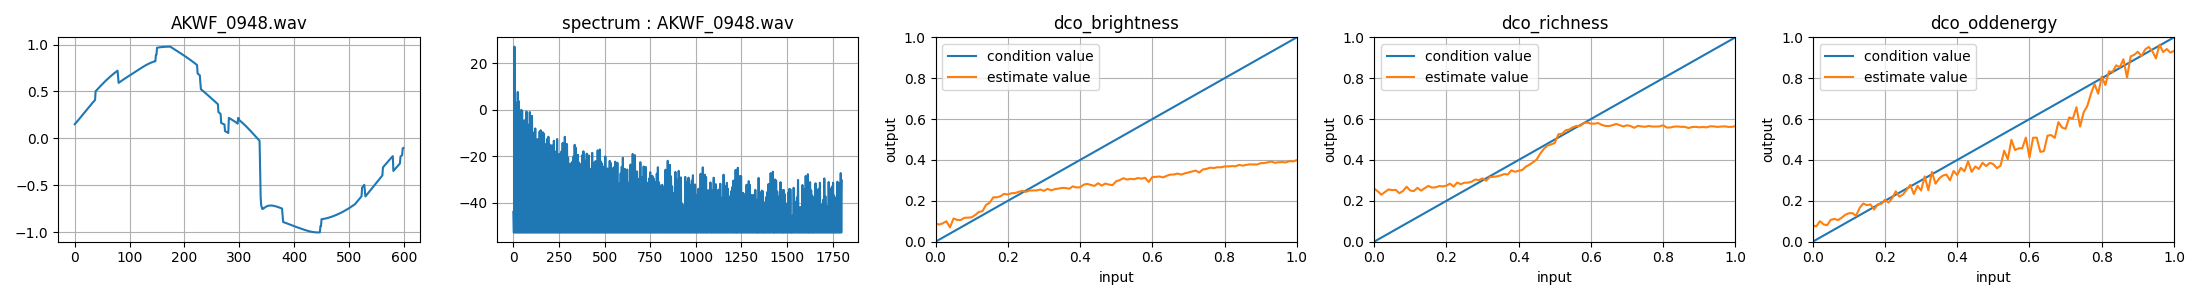 AKWF_0948.wav
1.0
0.5
0.0
−0.5
−1.0
0 100 200 300 400 500 600
spectrum : AKWF_0948.wav
20
0
−20
−40
0 250 500 750 1000 1250 1500 1750
dco_brightness
condition value
estimate value
output
1.0
0.8
0.6
0.4
0.2
0.0
0.0 0.2 0.4 0.6 0.8 1.0
input
dco_richness
condition value
estimate value
output
1.0
0.8
0.6
0.4
0.2
0.0
0.0 0.2 0.4 0.6 0.8 1.0
input
dco_oddenergy
condition value
estimate value
output
1.0
0.8
0.6
0.4
0.2
0.0
0.0 0.2 0.4 0.6 0.8 1.0
input